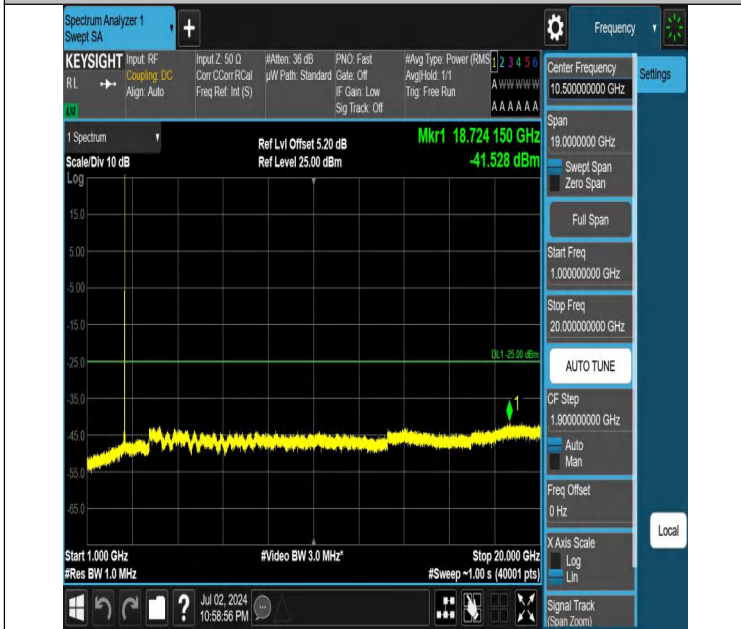 Spectrum Analyzer 1
Swept SA
+
Frequency
KEYSIGHT
RL
LXI
Input: RF
Coupling: DC
Align: Auto
Input Z: 50 Ω
Corr CCorr RCal
Freq Ref: Int (S)
#Atten: 36 dB
µW Path: Standard
PNO: Fast
Gate: Off
IF Gain: Low
Sig Track: Off
#Avg Type: Power (RMS
Avg|Hold: 1/1
Trig: Free Run
1 2 3 4 5 6
A W W W W W
A A A A A A
1 Spectrum
Scale/Div 10 dB
Ref Lvl Offset 5.20 dB
Ref Level 25.00 dBm
Mkr1 18.724 150 GHz
-41.528 dBm
Log
15.0
5.00
-5.00
-15.0
-25.0
-35.0
-45.0
-55.0
-65.0
DL1 -25.00 dBm
1
Start 1.000 GHz
#Res BW 1.0 MHz
#Video BW 3.0 MHz*
Stop 20.000 GHz
#Sweep ~1.00 s (40001 pts)
Jul 02, 2024
10:58:56 PM
?
Center Frequency
10.500000000 GHz
Settings
Span
19.0000000 GHz
Swept Span
Zero Span
Full Span
Start Freq
1.000000000 GHz
Stop Freq
20.000000000 GHz
AUTO TUNE
CF Step
1.900000000 GHz
Auto
Man
Freq Offset
0 Hz
X Axis Scale
Log
Lin
Local
Signal Track
(Span Zoom)